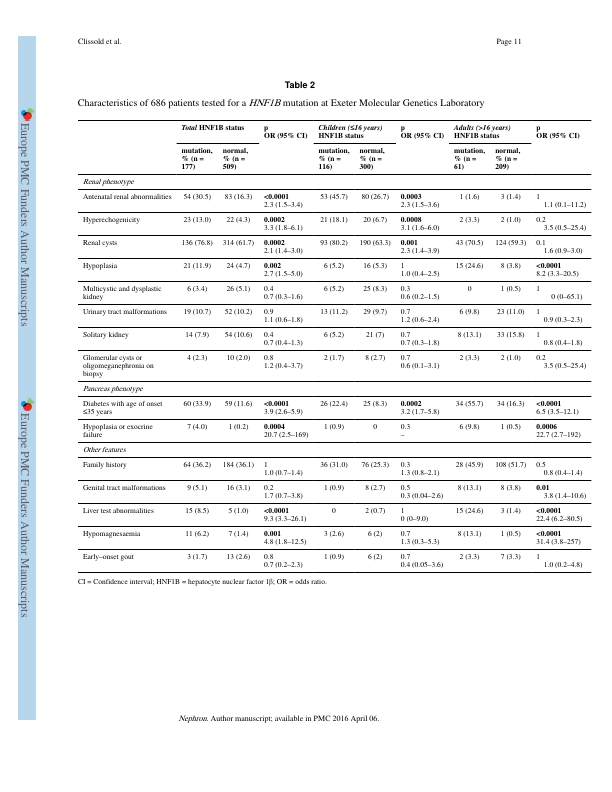 Clissold et al.
Page 11
Europe PMC Funders Author Manuscripts
Europe PMC Funders Author Manuscripts
Table 2
Characteristics of 686 patients tested for a HNF1B mutation at Exeter Molecular Genetics Laboratory
Total HNF1B status p Children (≤16 years) p Adults (>16 years) p
OR (95% CI) HNF1B status OR (95% CI) HNF1B status OR (95% CI)
mutation, normal, mutation, normal, mutation, normal,
% (n = % (n = % (n = % (n = % (n = % (n =
177) 509) 116) 300) 61) 209)
Renal phenotype
Antenatal renal abnormalities 54 (30.5) 83 (16.3) <0.0001 53 (45.7) 80 (26.7) 0.0003 1 (1.6) 3 (1.4) 1
2.3 (1.5–3.4) 2.3 (1.5–3.6) 1.1 (0.1–11.2)
Hyperechogenicity 23 (13.0) 22 (4.3) 0.0002 21 (18.1) 20 (6.7) 0.0008 2 (3.3) 2 (1.0) 0.2
3.3 (1.8–6.1) 3.1 (1.6–6.0) 3.5 (0.5–25.4)
Renal cysts 136 (76.8) 314 (61.7) 0.0002 93 (80.2) 190 (63.3) 0.001 43 (70.5) 124 (59.3) 0.1
2.1 (1.4–3.0) 2.3 (1.4–3.9) 1.6 (0.9–3.0)
Hypoplasia 21 (11.9) 24 (4.7) 0.002 6 (5.2) 16 (5.3) 1 15 (24.6) 8 (3.8) <0.0001
2.7 (1.5–5.0) 1.0 (0.4–2.5) 8.2 (3.3–20.5)
Multicystic and dysplastic 6 (3.4) 26 (5.1) 0.4 6 (5.2) 25 (8.3) 0.3 0 1 (0.5) 1
kidney 0.7 (0.3–1.6) 0.6 (0.2–1.5) 0 (0–65.1)
Urinary tract malformations 19 (10.7) 52 (10.2) 0.9 13 (11.2) 29 (9.7) 0.7 6 (9.8) 23 (11.0) 1
1.1 (0.6–1.8) 1.2 (0.6–2.4) 0.9 (0.3–2.3)
Solitary kidney 14 (7.9) 54 (10.6) 0.4 6 (5.2) 21 (7) 0.7 8 (13.1) 33 (15.8) 1
0.7 (0.4–1.3) 0.7 (0.3–1.8) 0.8 (0.4–1.8)
Glomerular cysts or 4 (2.3) 10 (2.0) 0.8 2 (1.7) 8 (2.7) 0.7 2 (3.3) 2 (1.0) 0.2
oligomeganephronia on 1.2 (0.4–3.7) 0.6 (0.1–3.1) 3.5 (0.5–25.4)
biopsy
Pancreas phenotype
Diabetes with age of onset 60 (33.9) 59 (11.6) <0.0001 26 (22.4) 25 (8.3) 0.0002 34 (55.7) 34 (16.3) <0.0001
≤35 years 3.9 (2.6–5.9) 3.2 (1.7–5.8) 6.5 (3.5–12.1)
Hypoplasia or exocrine 7 (4.0) 1 (0.2) 0.0004 1 (0.9) 0 0.3 6 (9.8) 1 (0.5) 0.0006
failure 20.7 (2.5–169) – 22.7 (2.7–192)
Other features
Family history 64 (36.2) 184 (36.1) 1 36 (31.0) 76 (25.3) 0.3 28 (45.9) 108 (51.7) 0.5
1.0 (0.7–1.4) 1.3 (0.8–2.1) 0.8 (0.4–1.4)
Genital tract malformations 9 (5.1) 16 (3.1) 0.2 1 (0.9) 8 (2.7) 0.5 8 (13.1) 8 (3.8) 0.01
1.7 (0.7–3.8) 0.3 (0.04–2.6) 3.8 (1.4–10.6)
Liver test abnormalities 15 (8.5) 5 (1.0) <0.0001 0 2 (0.7) 1 15 (24.6) 3 (1.4) <0.0001
9.3 (3.3–26.1) 0 (0–9.0) 22.4 (6.2–80.5)
Hypomagnesaemia 11 (6.2) 7 (1.4) 0.001 3 (2.6) 6 (2) 0.7 8 (13.1) 1 (0.5) <0.0001
4.8 (1.8–12.5) 1.3 (0.3–5.3) 31.4 (3.8–257)
Early–onset gout 3 (1.7) 13 (2.6) 0.8 1 (0.9) 6 (2) 0.7 2 (3.3) 7 (3.3) 1
0.7 (0.2–2.3) 0.4 (0.05–3.6) 1.0 (0.2–4.8)
CI = Confidence interval; HNF1B = hepatocyte nuclear factor 1β; OR = odds ratio.
Nephron. Author manuscript; available in PMC 2016 April 06.